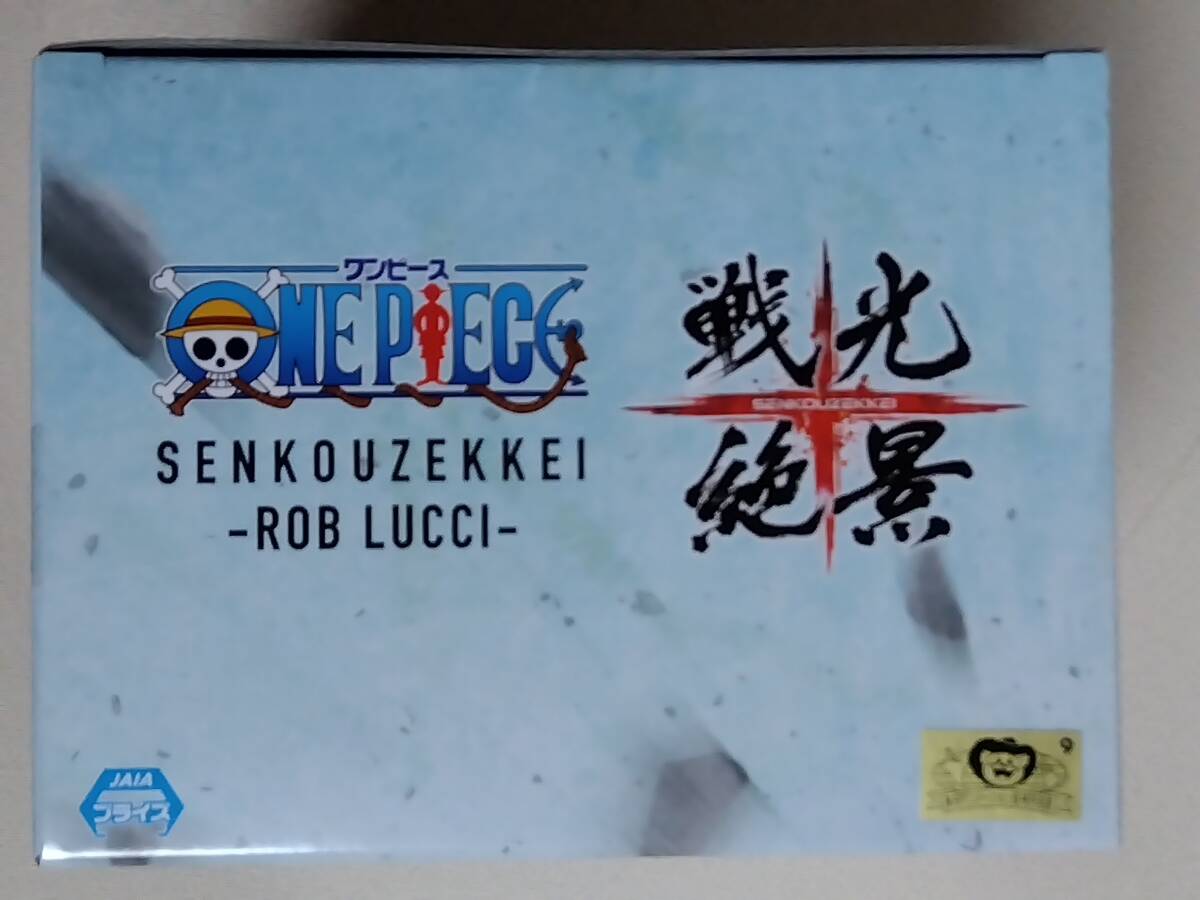 ワンピース
ONE PIECE
SENKOUZEKKEI
-ROB LUCCI-
戦光
SENKOUZEKKEI
絶景
JAIA
プライズ
9